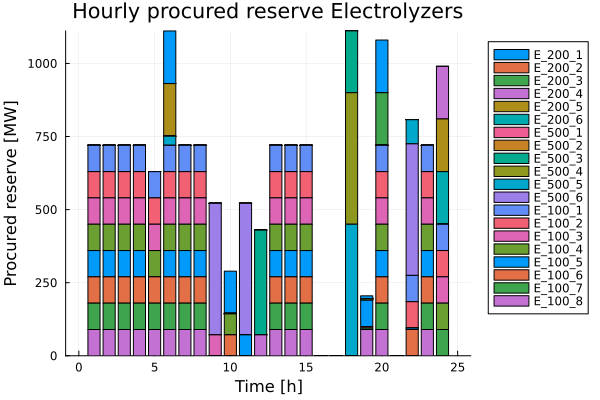 Hourly procured reserve Electrolyzers
Procured reserve [MW]
1000
750
500
250
0
0
5
10
15
20
25
Time [h]
E_200_1
E_200_2
E_200_3
E_200_4
E_200_5
E_200_6
E_500_1
E_500_2
E_500_3
E_500_4
E_500_5
E_500_6
E_100_1
E_100_2
E_100_3
E_100_4
E_100_5
E_100_6
E_100_7
E_100_8